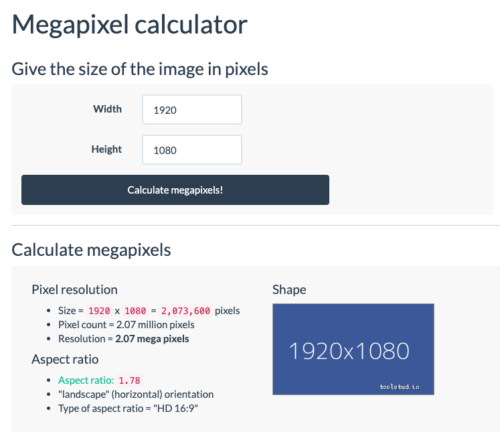 Megapixel calculator
Give the size of the image in pixels
Width 1920
Height 1080
Calculate megapixels!
Calculate megapixels
Pixel resolution
• Size = 1920 x 1080 = 2,073,600 pixels
• Pixel count = 2.07 million pixels
• Resolution = 2.07 mega pixels
Aspect ratio
• Aspect ratio: 1.78
• "landscape" (horizontal) orientation
• Type of aspect ratio = "HD 16:9"
Shape
1920x1080
toolstud.io